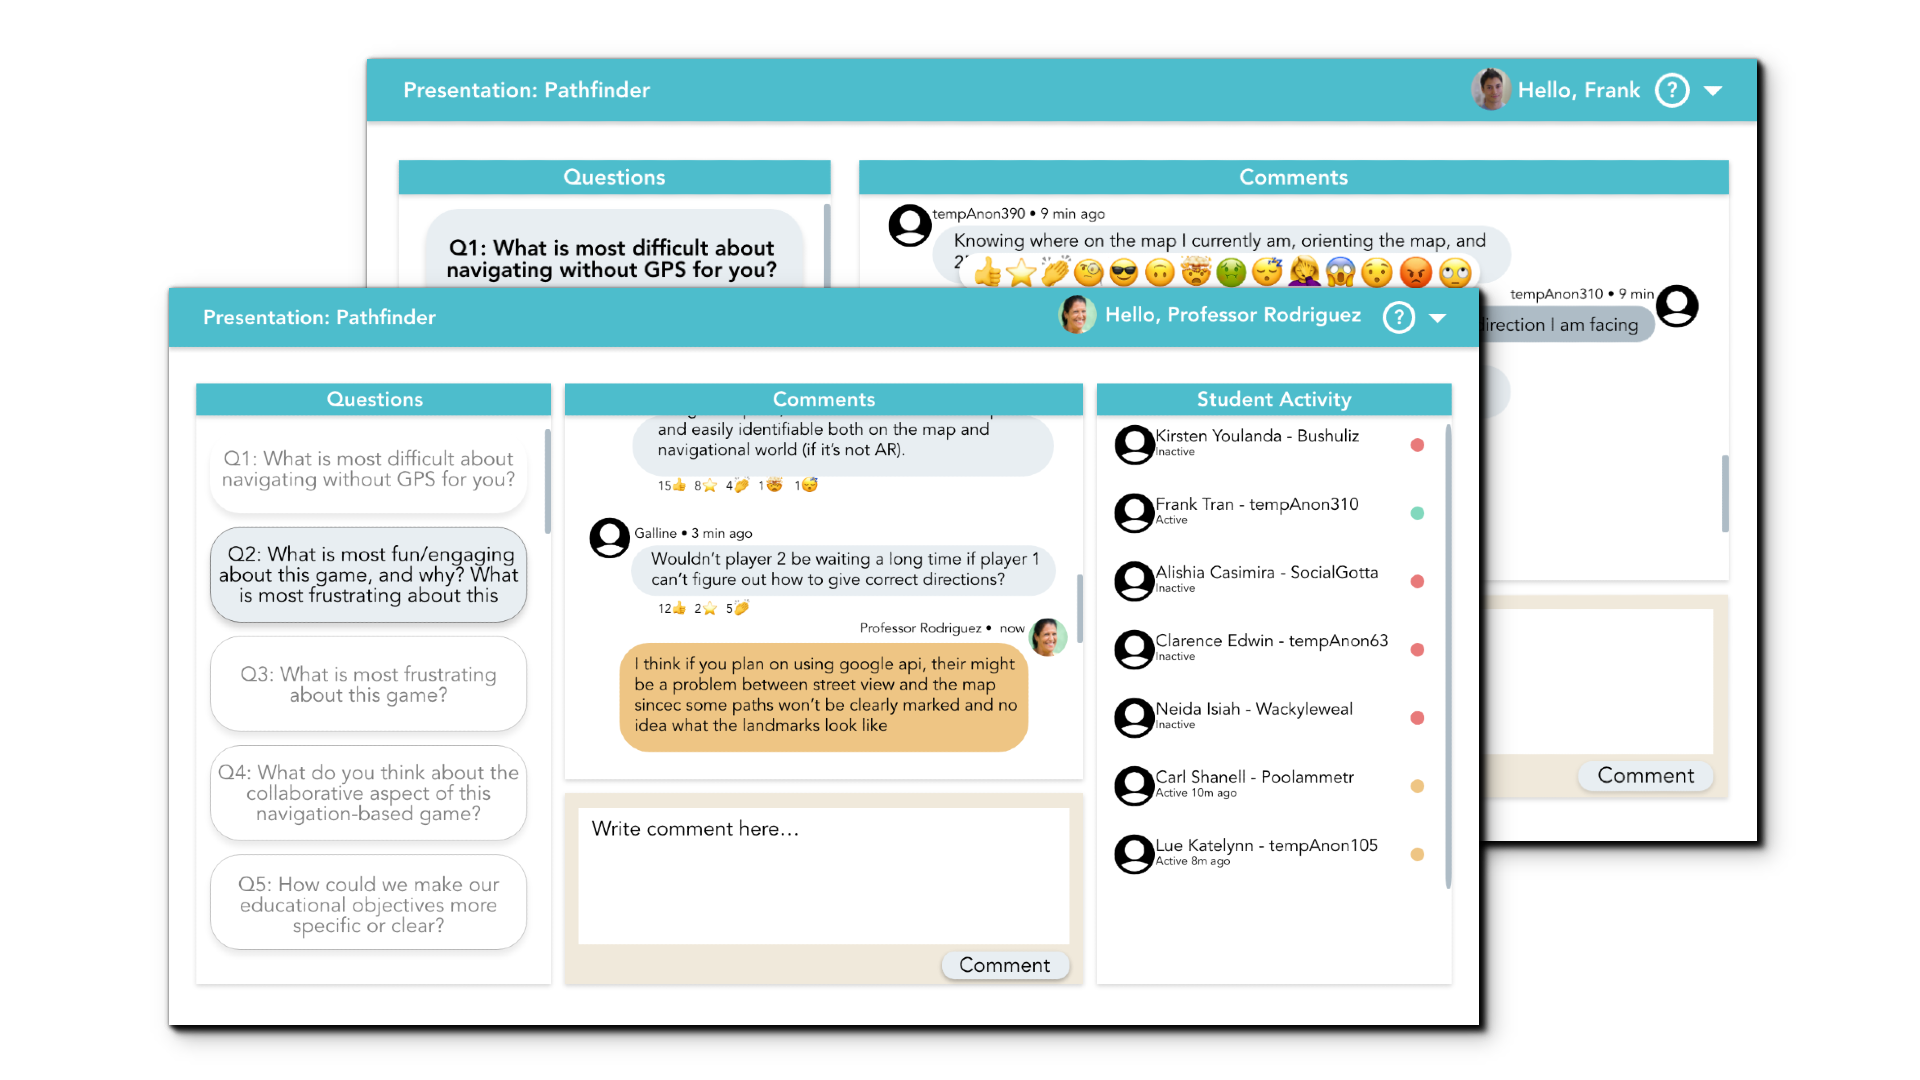 Presentation: Pathfinder
Hello, Frank
?
Questions
Q1: What is most difficult about
navigating without GPS for you?
Comments
tempAnon390 • 9 min ago
Knowing where on the map I currently am, orienting the map, and
tempAnon310 • 9 min
direction I am facing
Comment
Presentation: Pathfinder
Hello, Professor Rodriguez
?
Questions
Q1: What is most difficult about
navigating without GPS for you?
Q2: What is most fun/engaging
about this game, and why? What
is most frustrating about this
Q3: What is most frustrating
about this game?
Q4: What do you think about the
collaborative aspect of this
navigation-based game?
Q5: How could we make our
educational objectives more
specific or clear?
Comments
and easily identifiable both on the map and
navigational world (if it's not AR).
15 8 4 1 1
Galline • 3 min ago
Wouldn't player 2 be waiting a long time if player 1
can't figure out how to give correct directions?
12 2 5
Professor Rodriguez • now
I think if you plan on using google api, their might
be a problem between street view and the map
sincec some paths won't be clearly marked and no
idea what the landmarks look like
Write comment here...
Comment
Student Activity
Kirsten Youlanda - Bushuliz
Inactive
Frank Tran - tempAnon310
Active
Alishia Casimira - SocialGotta
Inactive
Clarence Edwin - tempAnon63
Inactive
Neida Isiah - Wackyleweal
Inactive
Carl Shanell - Poolammetr
Active 10m ago
Lue Katelynn - tempAnon105
Active 8m ago